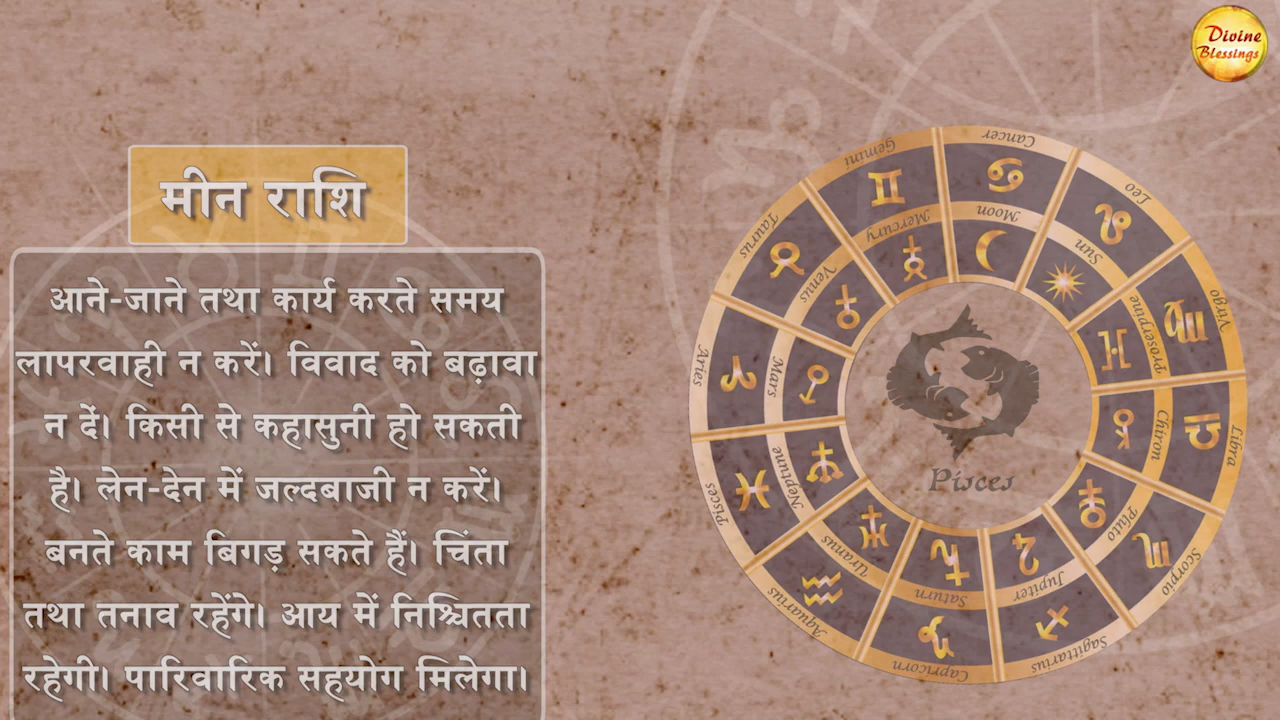 Divine
Blessings
मीन राशि
आने-जाने तथा कार्य करते समय
लापरवाही न करें। विवाद को बढ़ावा
न दें। किसी से कहासुनी हो सकती
है। लेन-देन में जल्दबाजी न करें।
बनते काम बिगड़ सकते हैं। चिंता
तथा तनाव रहेंगे। आय में निश्चितता
रहेगी। पारिवारिक सहयोग मिलेगा।
Cancer
Leo
Virgo
Libra
Scorpio
Sagittarius
Capricorn
Aquarius
Pisces
Aries
Taurus
Gemini
Moon
Sun
Proserpine
Chiron
Pluto
Jupiter
Saturn
Uranus
Neptune
Mars
Venus
Mercury
Pisces